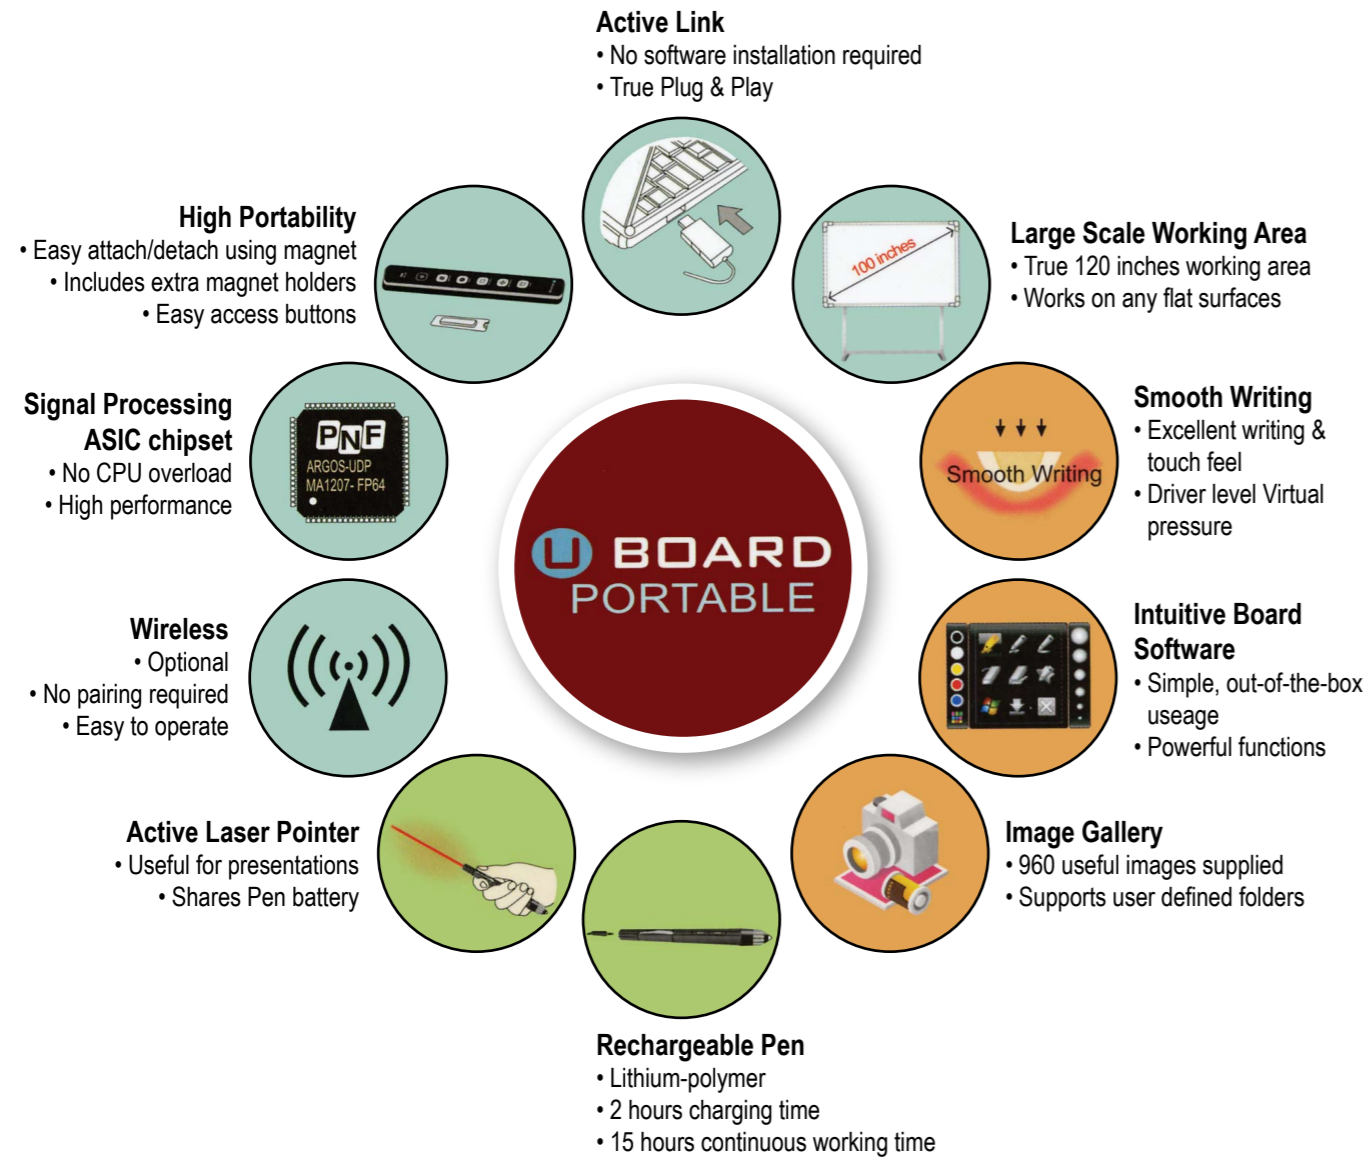 Active Link
• No software installation required
• True Plug & Play
High Portability
• Easy attach/detach using magnet
• Includes extra magnet holders
• Easy access buttons
100 inches
Large Scale Working Area
• True 120 inches working area
• Works on any flat surfaces
Signal Processing
ASIC chipset
• No CPU overload
• High performance
PNF
ARGOS-UDP
MA1207- FP64
Smooth Writing
Smooth Writing
• Excellent writing &
touch feel
• Driver level Virtual
pressure
U BOARD
PORTABLE
Wireless
• Optional
• No pairing required
• Easy to operate
Intuitive Board
Software
• Simple, out-of-the-box
useage
• Powerful functions
Active Laser Pointer
• Useful for presentations
• Shares Pen battery
Image Gallery
• 960 useful images supplied
• Supports user defined folders
Rechargeable Pen
• Lithium-polymer
• 2 hours charging time
• 15 hours continuous working time